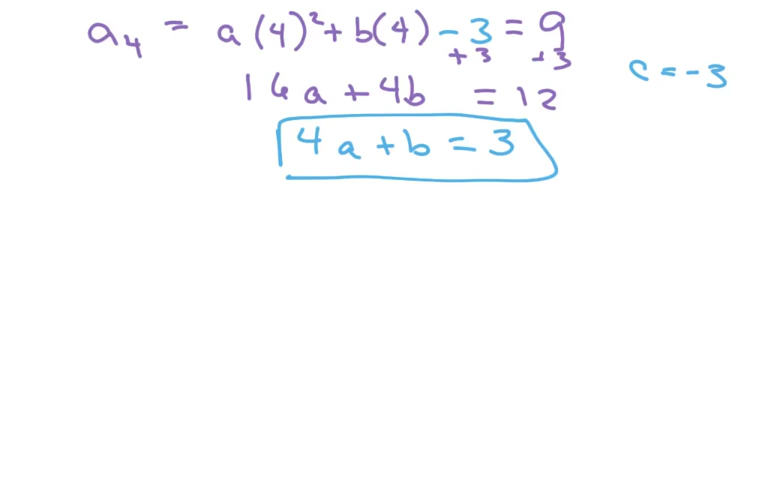 a₄ = a(4)² + b(4) - 3 = 9
+3 +3
c = -3
16a + 4b = 12
4a + b = 3